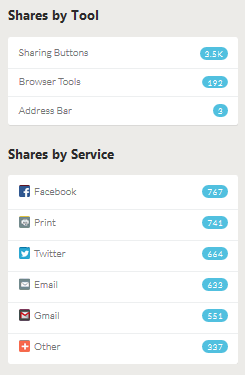 Shares by Tool
Sharing Buttons 3.5K
Browser Tools 192
Address Bar 3
Shares by Service
Facebook 767
Print 741
Twitter 664
Email 633
Gmail 551
Other 337